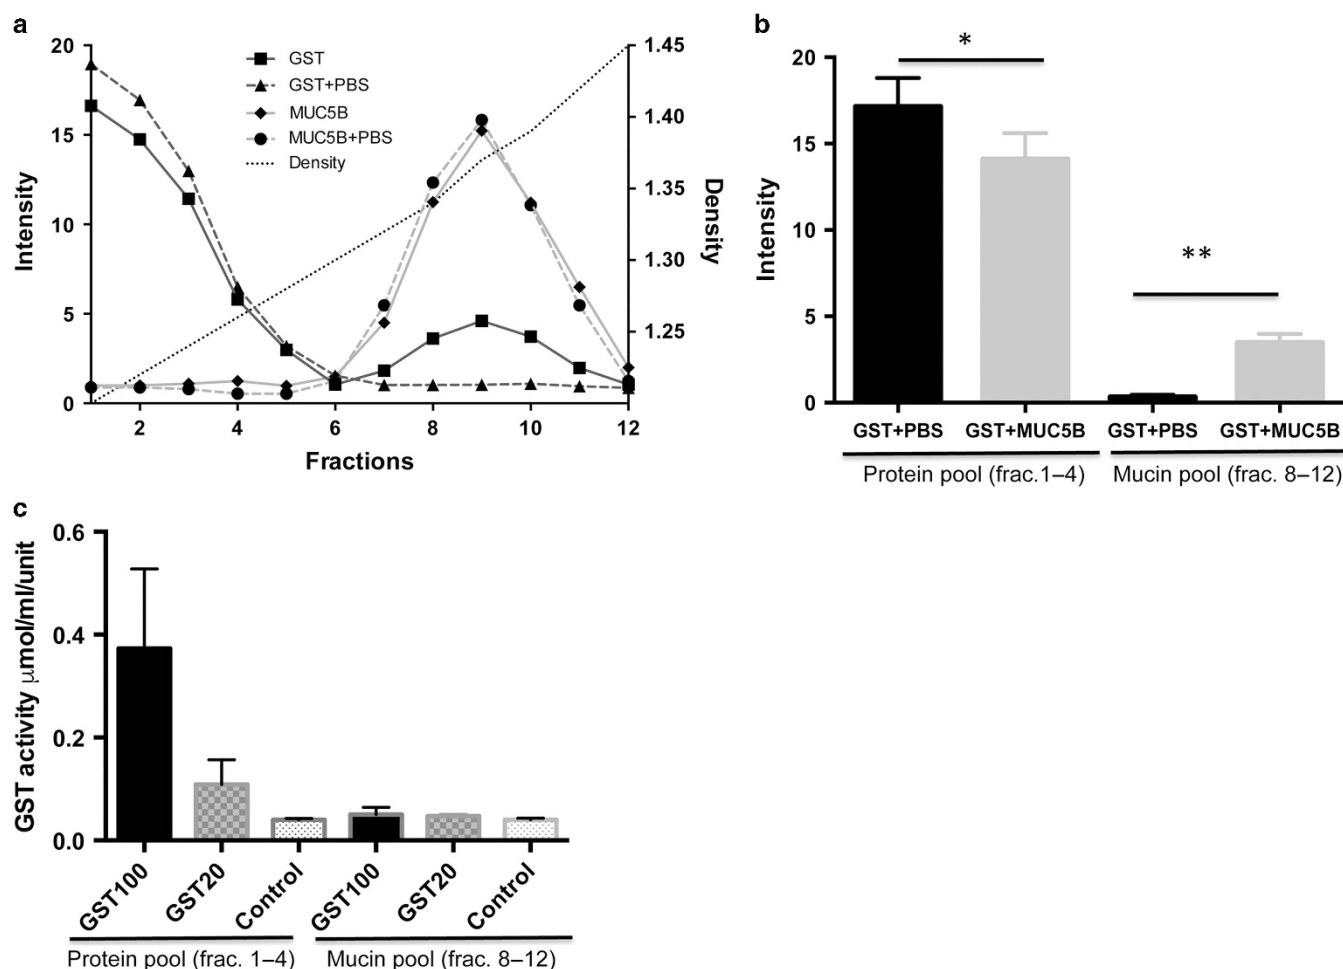 a
20
15
10
5
0
Intensity
GST
GST+PBS
MUC5B
MUC5B+PBS
Density
1.45
1.40
1.35
1.30
1.25
Density
2
4
6
8
10
12
Fractions
b
20
15
10
5
0
Intensity
*
**
GST+PBS
GST+MUC5B
GST+PBS
GST+MUC5B
Protein pool (frac.1–4)
Mucin pool (frac. 8–12)
c
0.6
0.4
0.2
0.0
GST activity μmol/ml/unit
GST100
GST20
Control
GST100
GST20
Control
Protein pool (frac. 1–4)
Mucin pool (frac. 8–12)